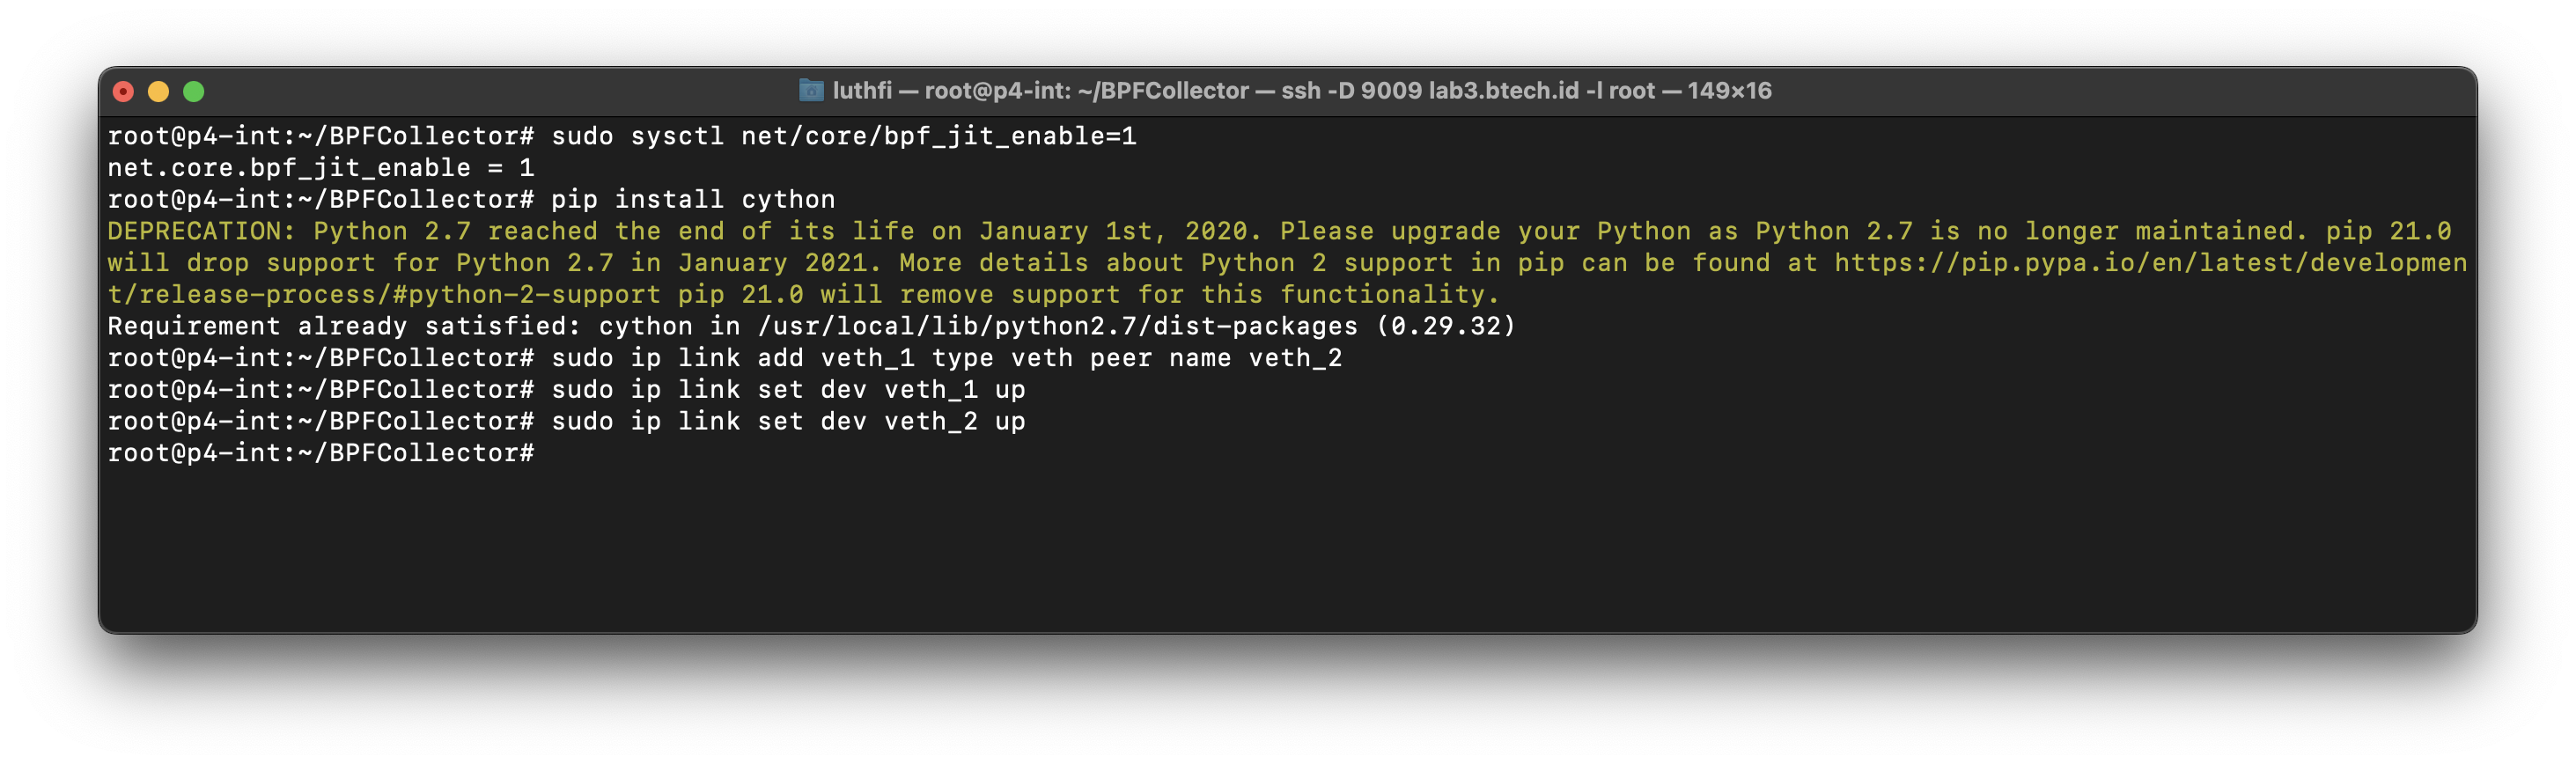 luthfi — root@p4-int: ~/BPFCollector — ssh -D 9009 lab3.btech.id -l root — 149×16
root@p4-int:~/BPFCollector# sudo sysctl net/core/bpf_jit_enable=1
net.core.bpf_jit_enable = 1
root@p4-int:~/BPFCollector# pip install cython
DEPRECATION: Python 2.7 reached the end of its life on January 1st, 2020. Please upgrade your Python as Python 2.7 is no longer maintained. pip 21.0
will drop support for Python 2.7 in January 2021. More details about Python 2 support in pip can be found at https://pip.pypa.io/en/latest/developmen
t/release-process/#python-2-support pip 21.0 will remove support for this functionality.
Requirement already satisfied: cython in /usr/local/lib/python2.7/dist-packages (0.29.32)
root@p4-int:~/BPFCollector# sudo ip link add veth_1 type veth peer name veth_2
root@p4-int:~/BPFCollector# sudo ip link set dev veth_1 up
root@p4-int:~/BPFCollector# sudo ip link set dev veth_2 up
root@p4-int:~/BPFCollector#